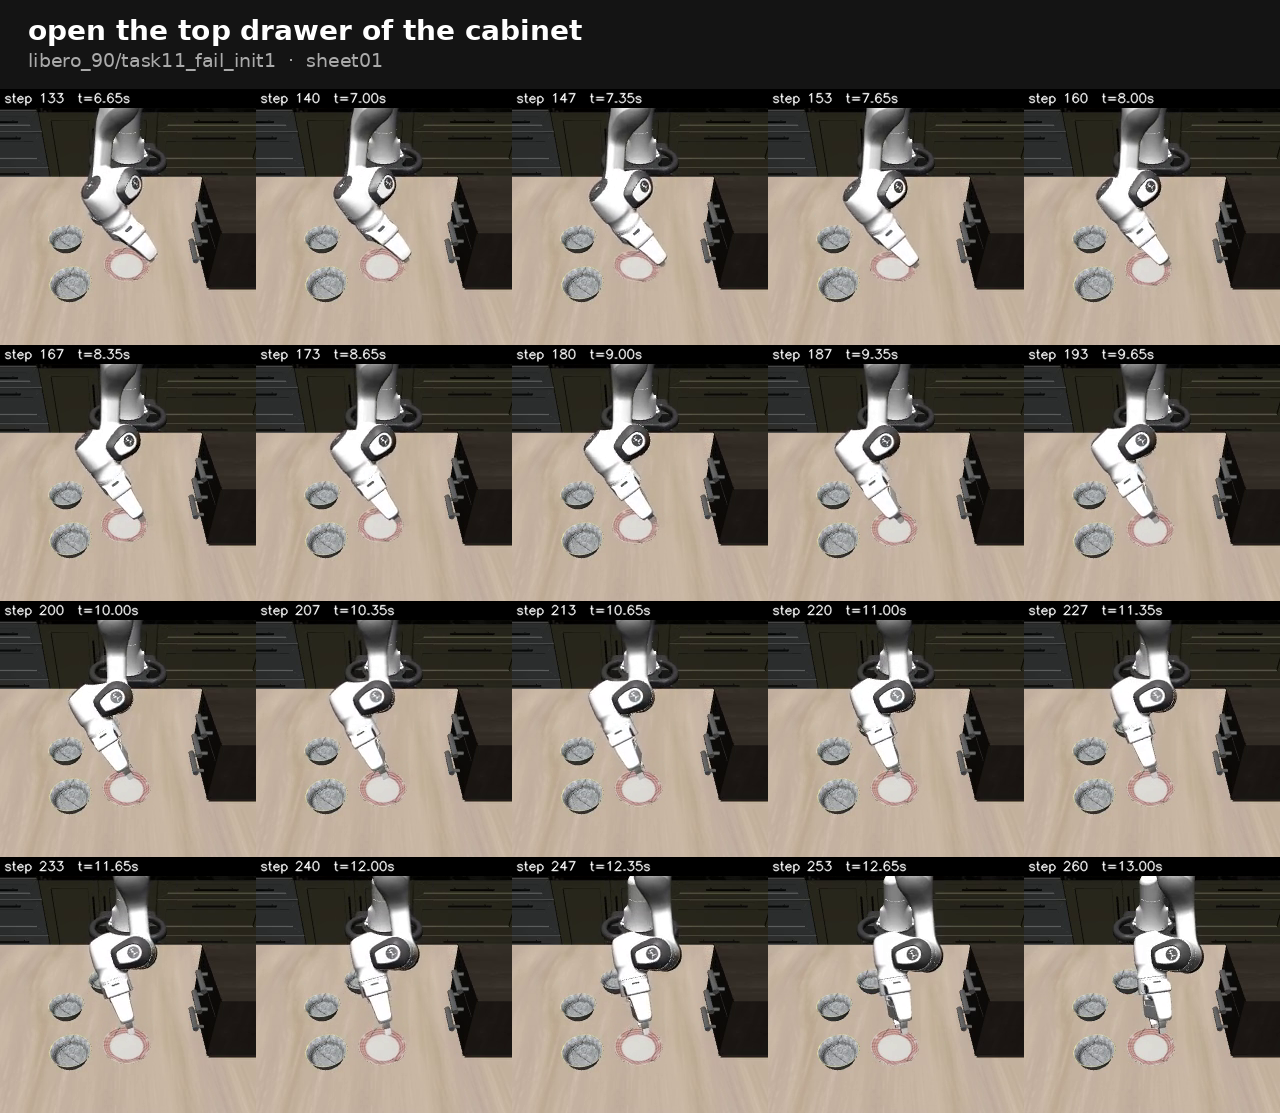 open the top drawer of the cabinet
libero_90/task11_fail_init1 · sheet01
step 133 t=6.65s
step 140 t=7.00s
step 147 t=7.35s
step 153 t=7.65s
step 160 t=8.00s
step 167 t=8.35s
step 173 t=8.65s
step 180 t=9.00s
step 187 t=9.35s
step 193 t=9.65s
step 200 t=10.00s
step 207 t=10.35s
step 213 t=10.65s
step 220 t=11.00s
step 227 t=11.35s
step 233 t=11.65s
step 240 t=12.00s
step 247 t=12.35s
step 253 t=12.65s
step 260 t=13.00s